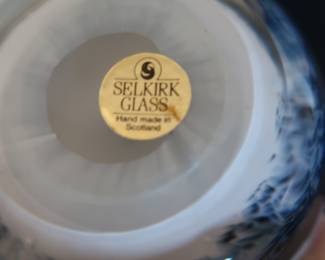 SELKIRK
GLASS
Hand made in
Scotland